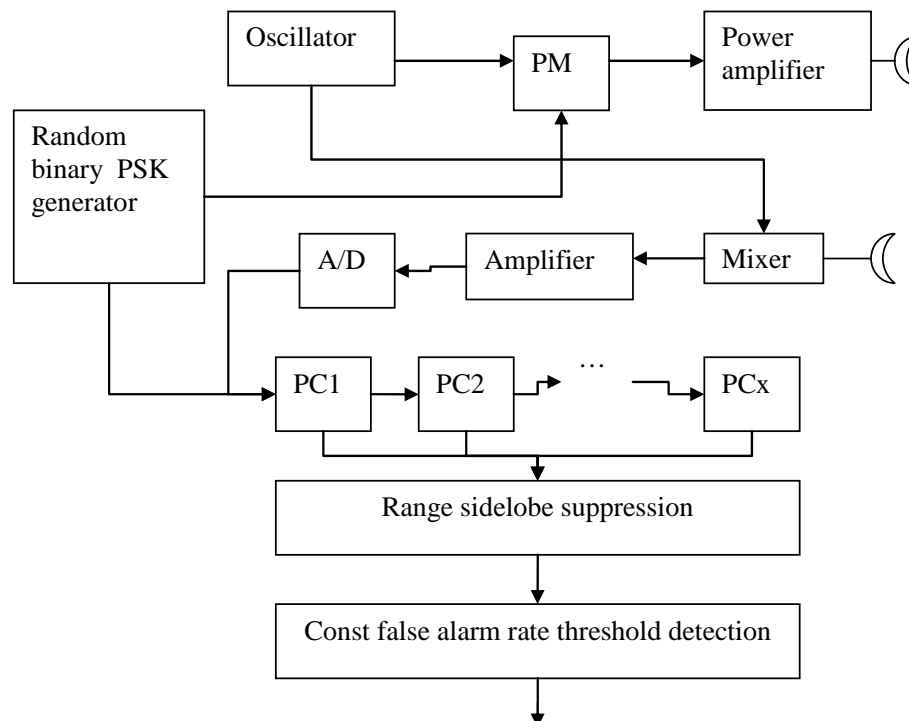 Oscillator
PM
Power
amplifier
Random
binary PSK
generator
A/D
Amplifier
Mixer
PC1
PC2
...
PCx
Range sidelobe suppression
Const false alarm rate threshold detection